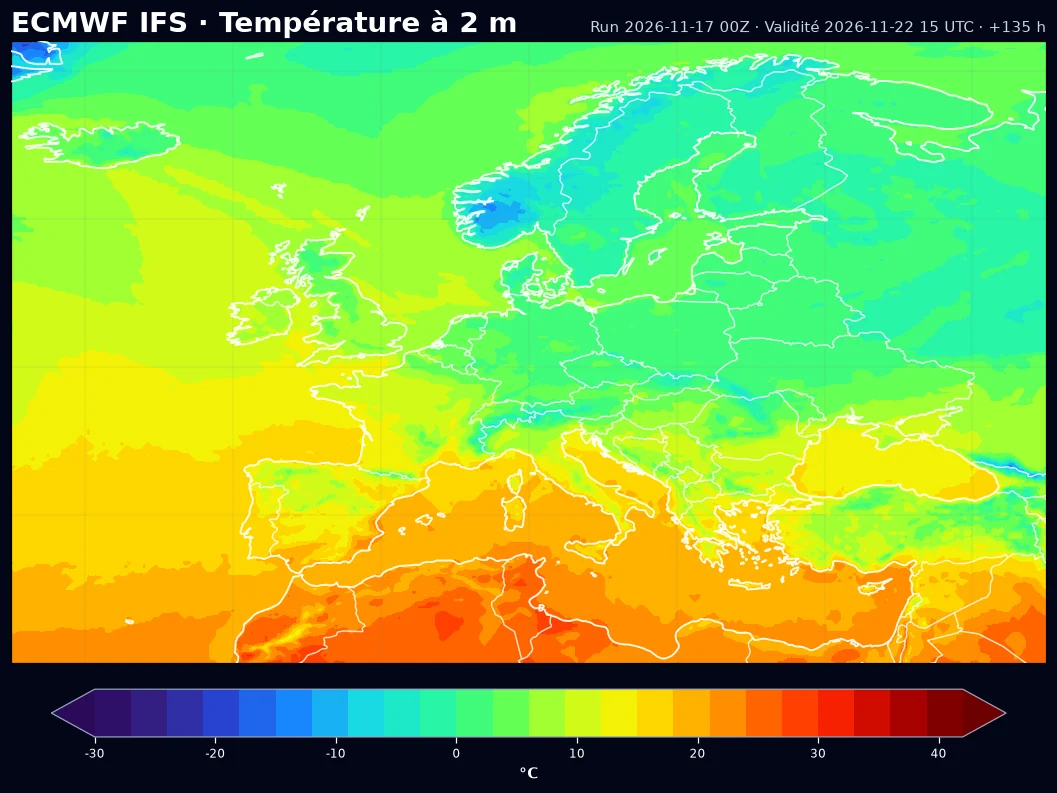 ECMWF IFS · Température à 2 m
Run 2026-11-17 00Z · Validité 2026-11-22 15 UTC · +135 h
-30 -20 -10 0 10 20 30 40
°C